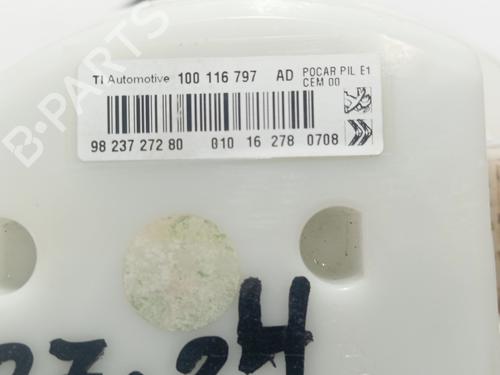 B-PARTS
TI Automotive 100 116 797 AD POCAR PIL E1
CEM 00
98 237 272 80 010 16 278 0708